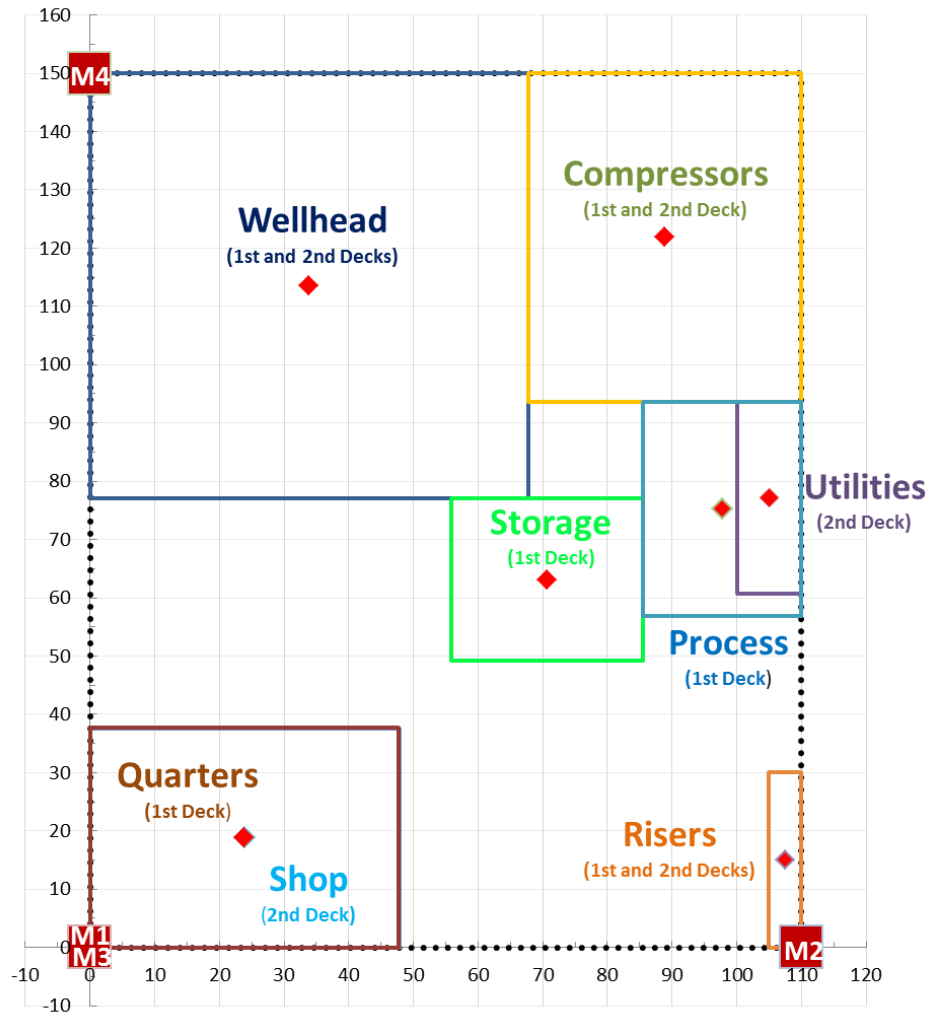 160
150
M4
140
130
Compressors
(1st and 2nd Deck)
Wellhead
(1st and 2nd Decks)
120
110
100
90
80
Utilities
(2nd Deck)
Storage
(1st Deck)
70
60
Process
(1st Deck)
50
40
30
Quarters
(1st Deck)
20
Risers
(1st and 2nd Decks)
Shop
(2nd Deck)
10
0
M1
M3
M2
-10 0 10 20 30 40 50 60 70 80 90 100 110 120
-10